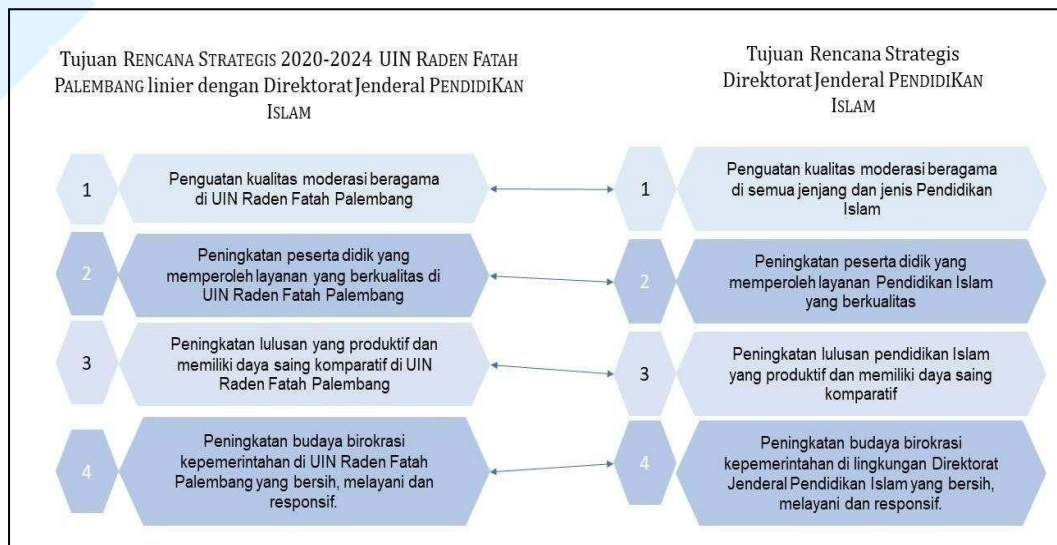 Tujuan RENCANA STRATEGIS 2020-2024 UIN RADEN FATAH
PALEMBANG linier dengan Direktorat Jenderal PENDIDIKAN
ISLAM
1
Penguatan kualitas moderasi beragama
di UIN Raden Fatah Palembang
2
Peningkatan peserta didik yang
memperoleh layanan yang berkualitas di
UIN Raden Fatah Palembang
3
Peningkatan lulusan yang produktif dan
memiliki daya saing komparatif di UIN
Raden Fatah Palembang
4
Peningkatan budaya birokrasi
kepemerintahan di UIN Raden Fatah
Palembang yang bersih, melayani dan
responsif.
Tujuan Rencana Strategis
Direktorat Jenderal PENDIDIKAN
ISLAM
1
Penguatan kualitas moderasi beragama
di semua jenjang dan jenis Pendidikan
Islam
2
Peningkatan peserta didik yang
memperoleh layanan Pendidikan Islam
yang berkualitas
3
Peningkatan lulusan pendidikan Islam
yang produktif dan memiliki daya saing
komparatif
4
Peningkatan budaya birokrasi
kepemerintahan di lingkungan Direktorat
Jenderal Pendidikan Islam yang bersih,
melayani dan responsif.